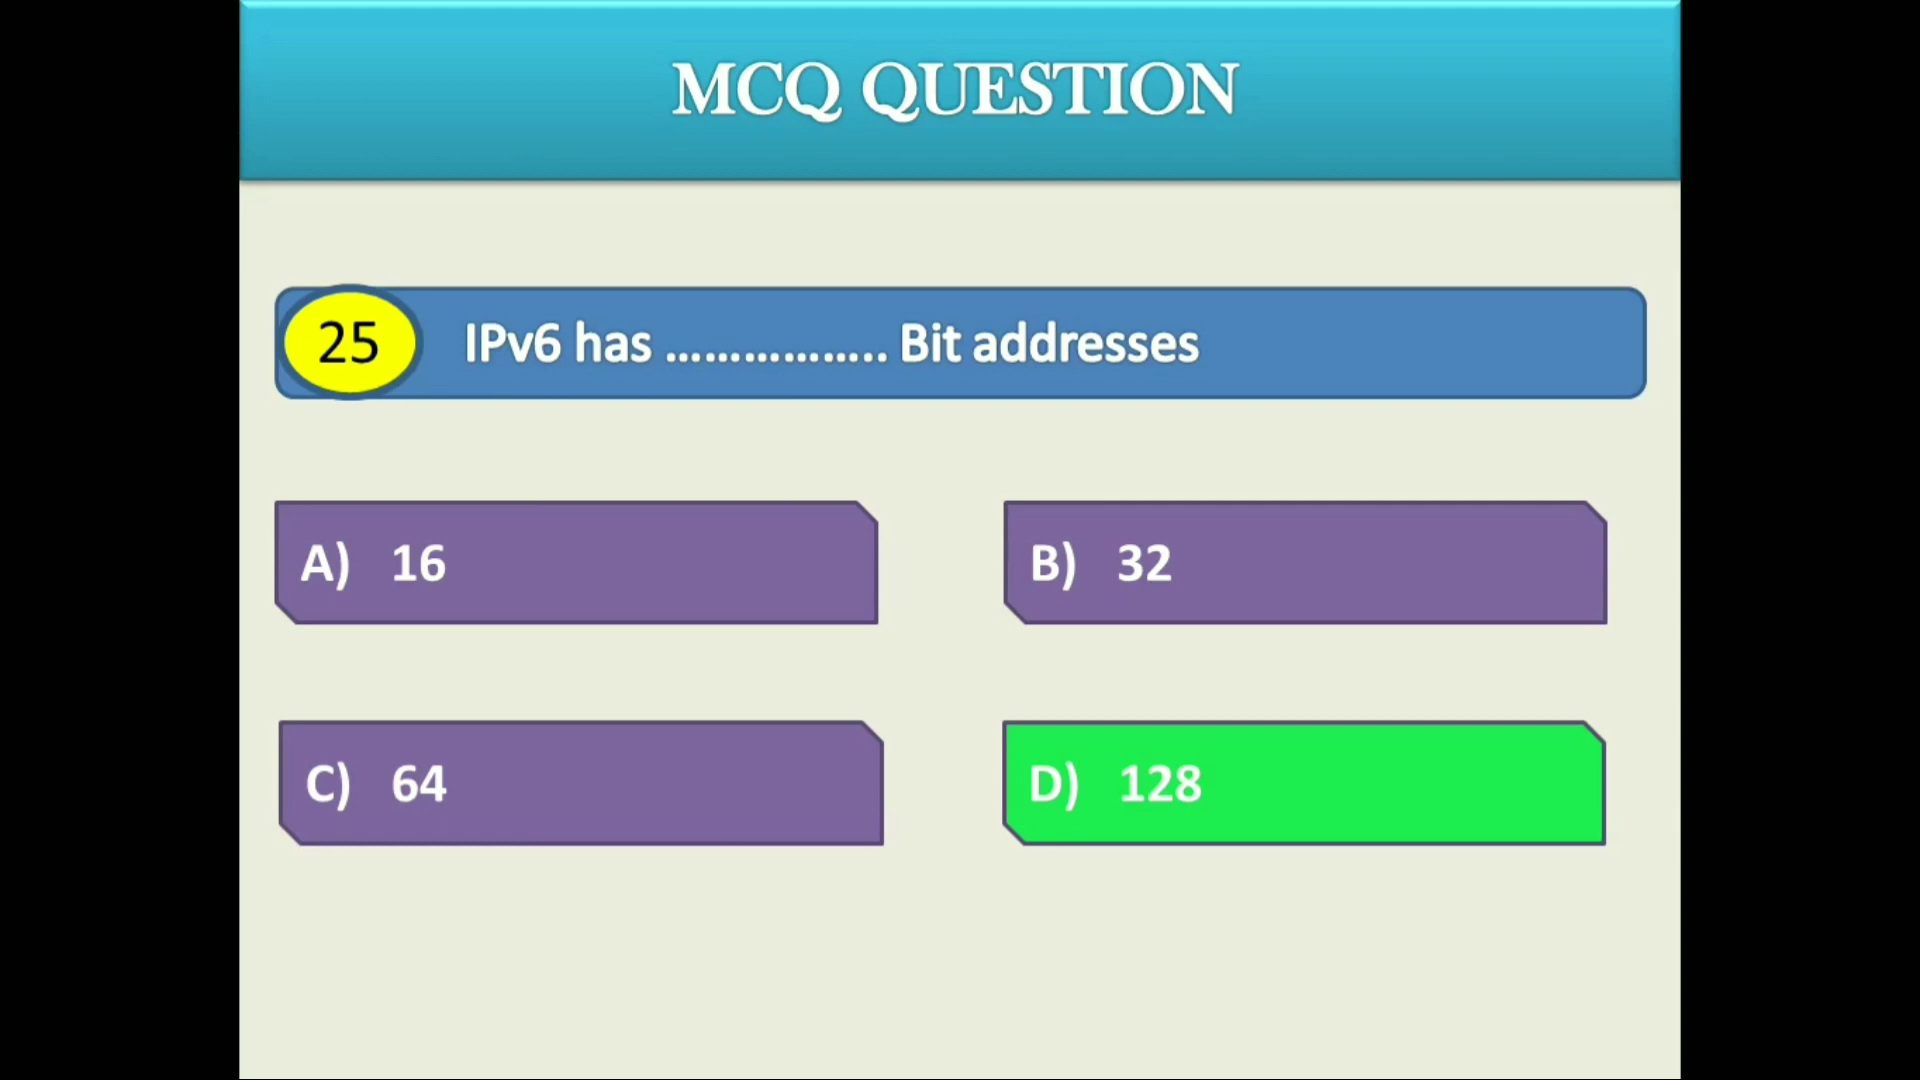 MCQ QUESTION
25 IPv6 has ................. Bit addresses
A) 16
B) 32
C) 64
D) 128